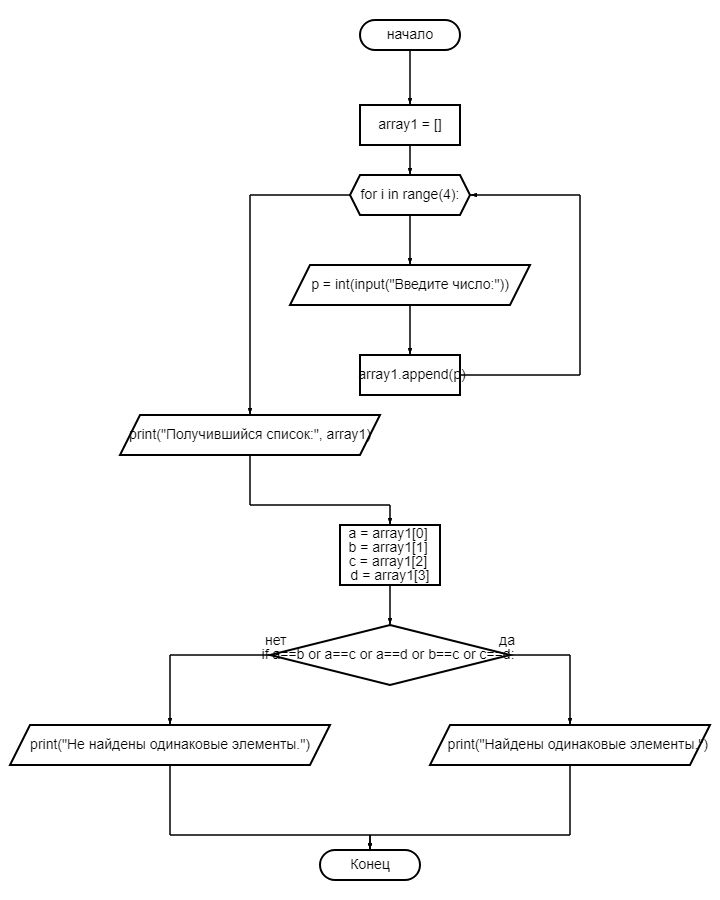 начало
array1 = []
for i in range(4):
p = int(input("Введите число:"))
array1.append(p)
print("Получившийся список:", array1)
a = array1[0]
b = array1[1]
c = array1[2]
d = array1[3]
нет
да
if a==b or a==c or a==d or b==c or c==d:
print("Не найдены одинаковые элементы.")
print("Найдены одинаковые элементы.")
Конец